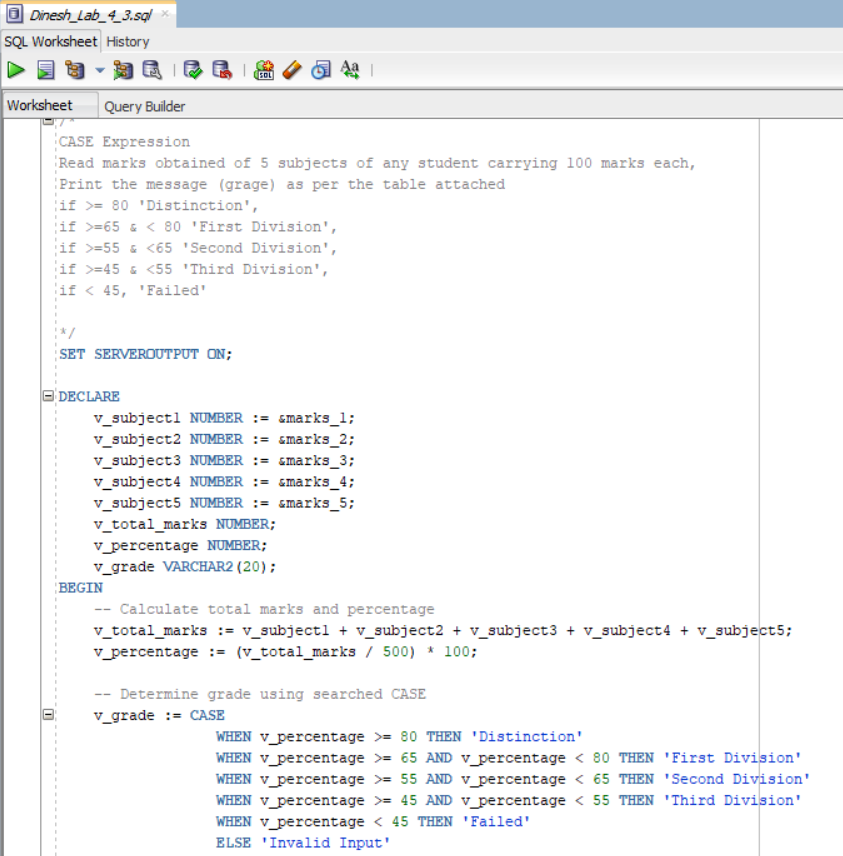 Dinesh_Lab_4_3.sql
SQL Worksheet History
Worksheet Query Builder
/*
CASE Expression
Read marks obtained of 5 subjects of any student carrying 100 marks each,
Print the message (grage) as per the table attached
if >= 80 'Distinction',
if >=65 & < 80 'First Division',
if >=55 & <65 'Second Division',
if >=45 & <55 'Third Division',
if < 45, 'Failed'
*/
SET SERVEROUTPUT ON;
DECLARE
v_subject1 NUMBER := &marks_1;
v_subject2 NUMBER := &marks_2;
v_subject3 NUMBER := &marks_3;
v_subject4 NUMBER := &marks_4;
v_subject5 NUMBER := &marks_5;
v_total_marks NUMBER;
v_percentage NUMBER;
v_grade VARCHAR2(20);
BEGIN
-- Calculate total marks and percentage
v_total_marks := v_subject1 + v_subject2 + v_subject3 + v_subject4 + v_subject5;
v_percentage := (v_total_marks / 500) * 100;
-- Determine grade using searched CASE
v_grade := CASE
WHEN v_percentage >= 80 THEN 'Distinction'
WHEN v_percentage >= 65 AND v_percentage < 80 THEN 'First Division'
WHEN v_percentage >= 55 AND v_percentage < 65 THEN 'Second Division'
WHEN v_percentage >= 45 AND v_percentage < 55 THEN 'Third Division'
WHEN v_percentage < 45 THEN 'Failed'
ELSE 'Invalid Input'